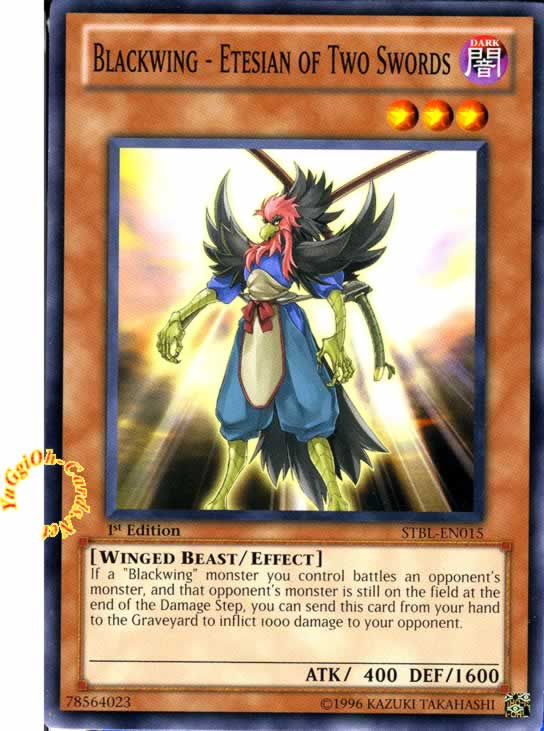 Blackwing - Etesian of Two Swords
DARK
闇
YuGgiOh-Cards.Net
1st Edition
STBL-EN015
[Winged Beast/Effect]
If a "Blackwing" monster you control battles an opponent's
monster, and that opponent's monster is still on the field at the
end of the Damage Step, you can send this card from your hand
to the Graveyard to inflict 1000 damage to your opponent.
ATK/ 400 DEF/1600
78564023
©1996 KAZUKI TAKAHASHI